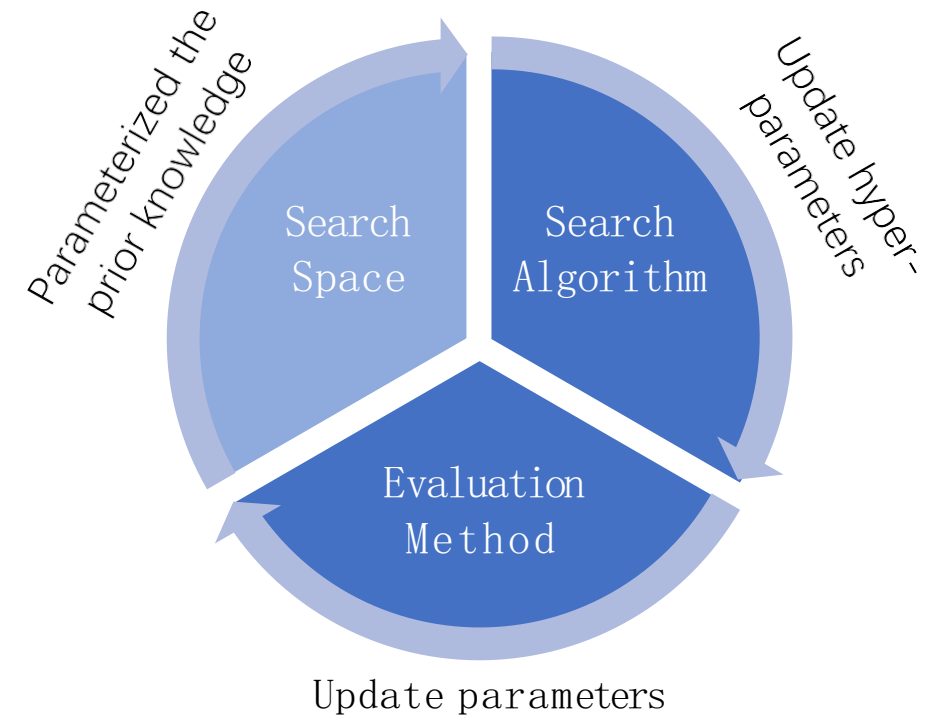 Parameterized the
prior knowledge
Update hyper-
parameters
Search
Space
Search
Algorithm
Evaluation
Method
Update parameters